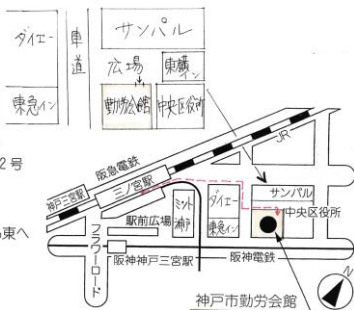 ダイエー
車道
サンパル
広場
東横イン
東急イン
勤労会館
中央区役所
2号
東へ
阪急電鉄
JR
神戸三宮駅
三ノ宮駅
駅前広場
ミント神戸
ダイエー
東急イン
サンパル
中央区役所
フラワーロード
阪神神戸三宮駅
阪神電鉄
神戸市勤労会館
N